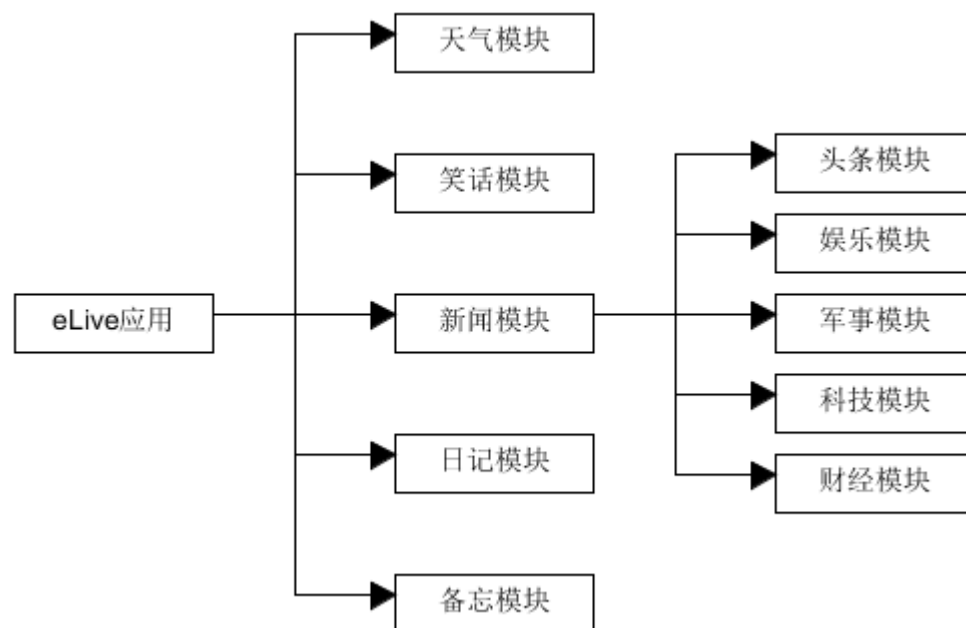 天气模块
笑话模块
头条模块
娱乐模块
eLive应用
新闻模块
军事模块
科技模块
日记模块
财经模块
备忘模块